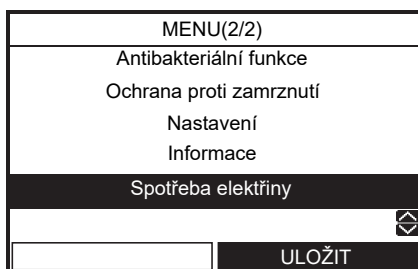 MENU(2/2)
Antibakteriální funkce
Ochrana proti zamrznutí
Nastavení
Informace
Spotřeba elektřiny
ULOŽIT